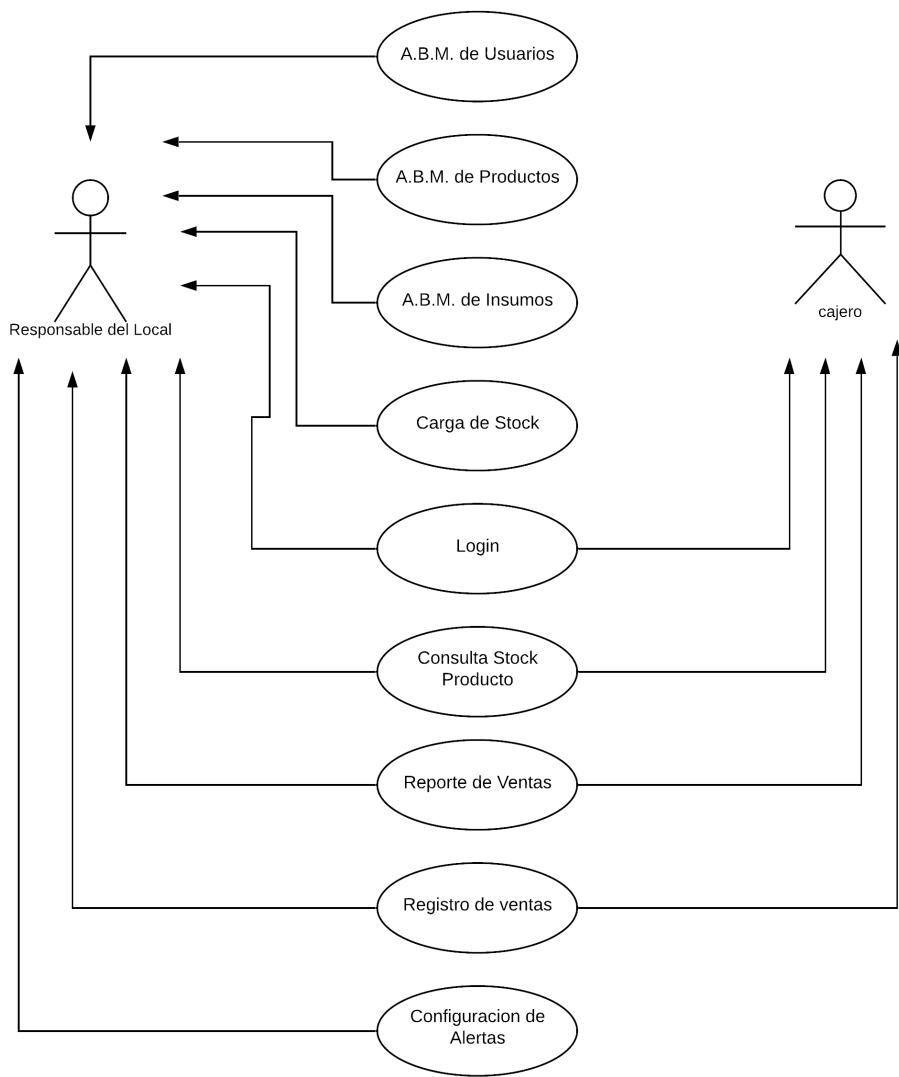 A.B.M. de Usuarios
A.B.M. de Productos
A.B.M. de Insumos
Responsable del Local
cajero
Carga de Stock
Login
Consulta Stock
Producto
Reporte de Ventas
Registro de ventas
Configuracion de
Alertas